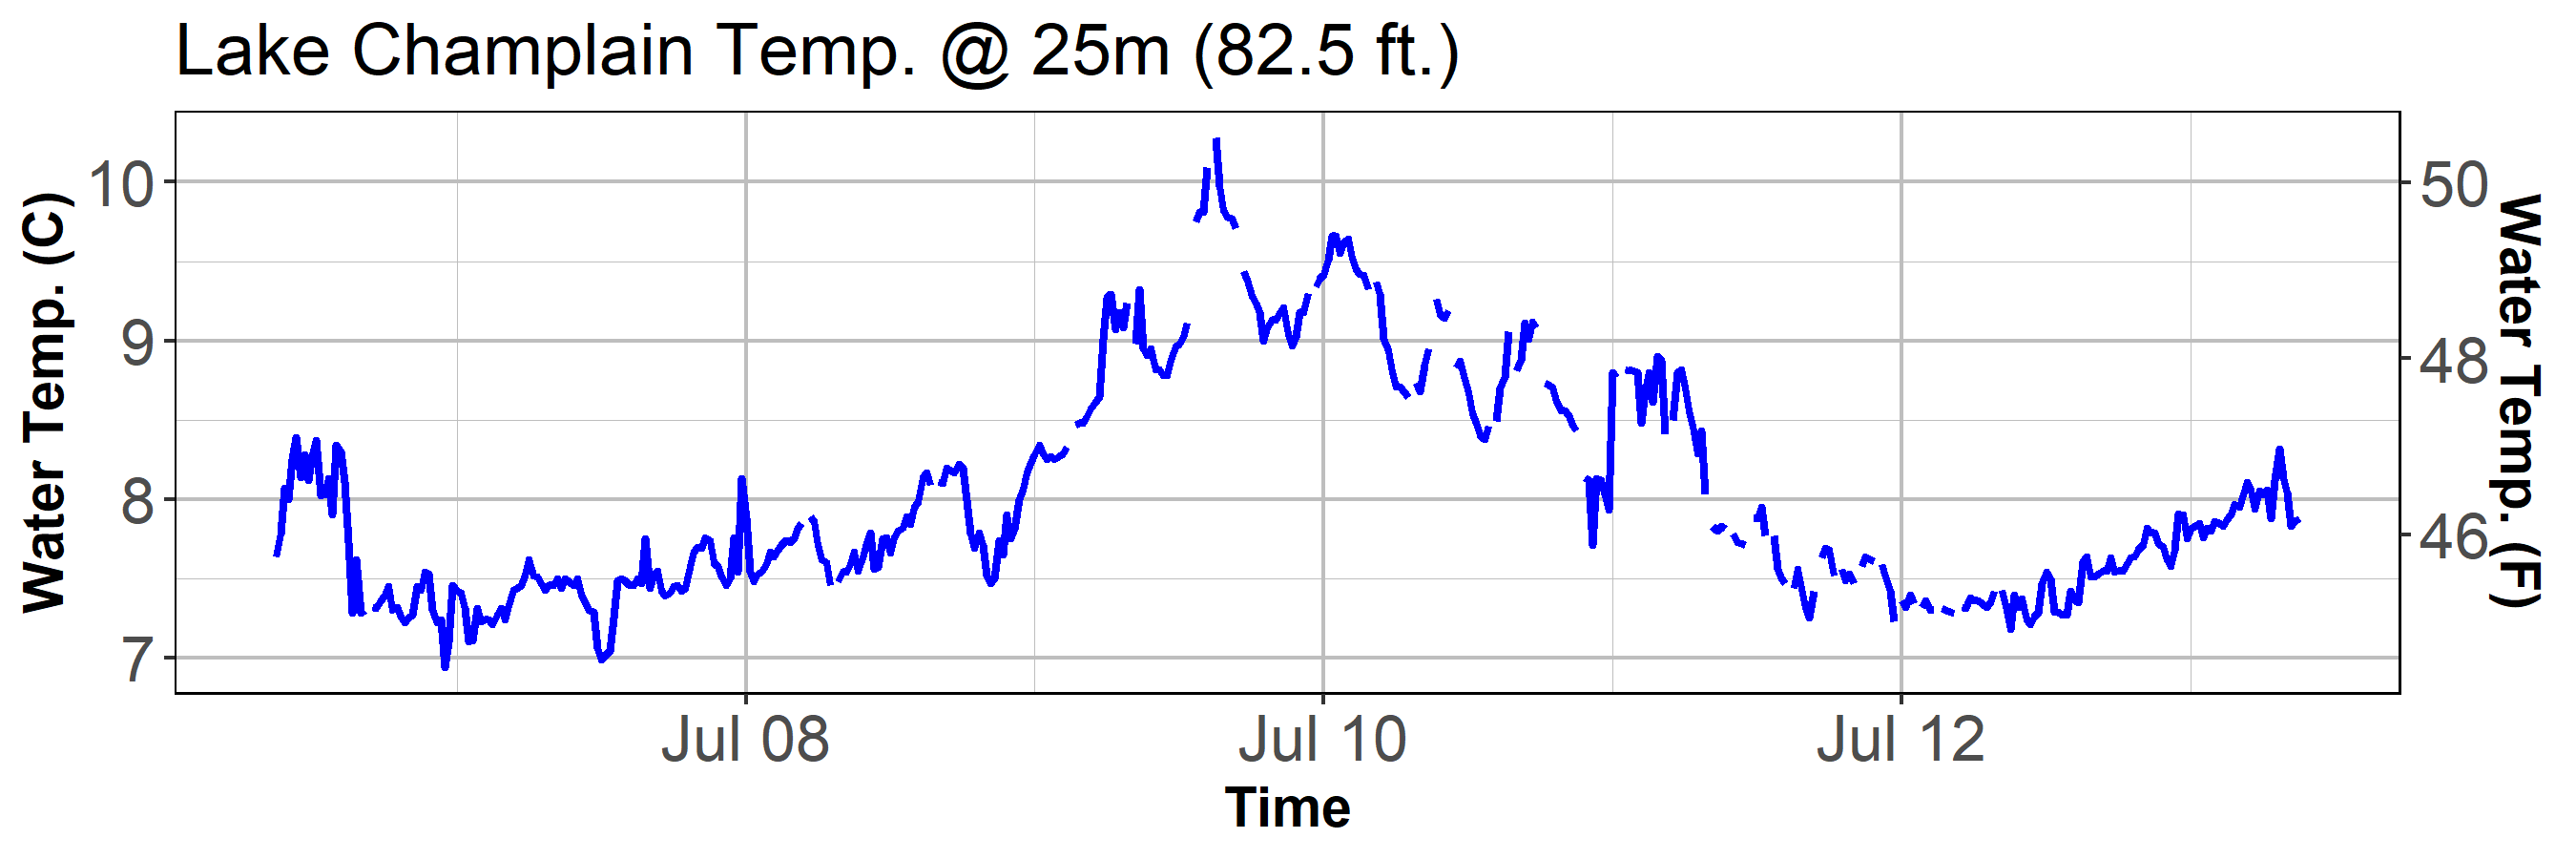 Lake Champlain Temp. @ 25m (82.5 ft.)
Water Temp. (C)
10
9
8
7
50
48
46
Water Temp. (F)
Jul 08
Jul 10
Jul 12
Time